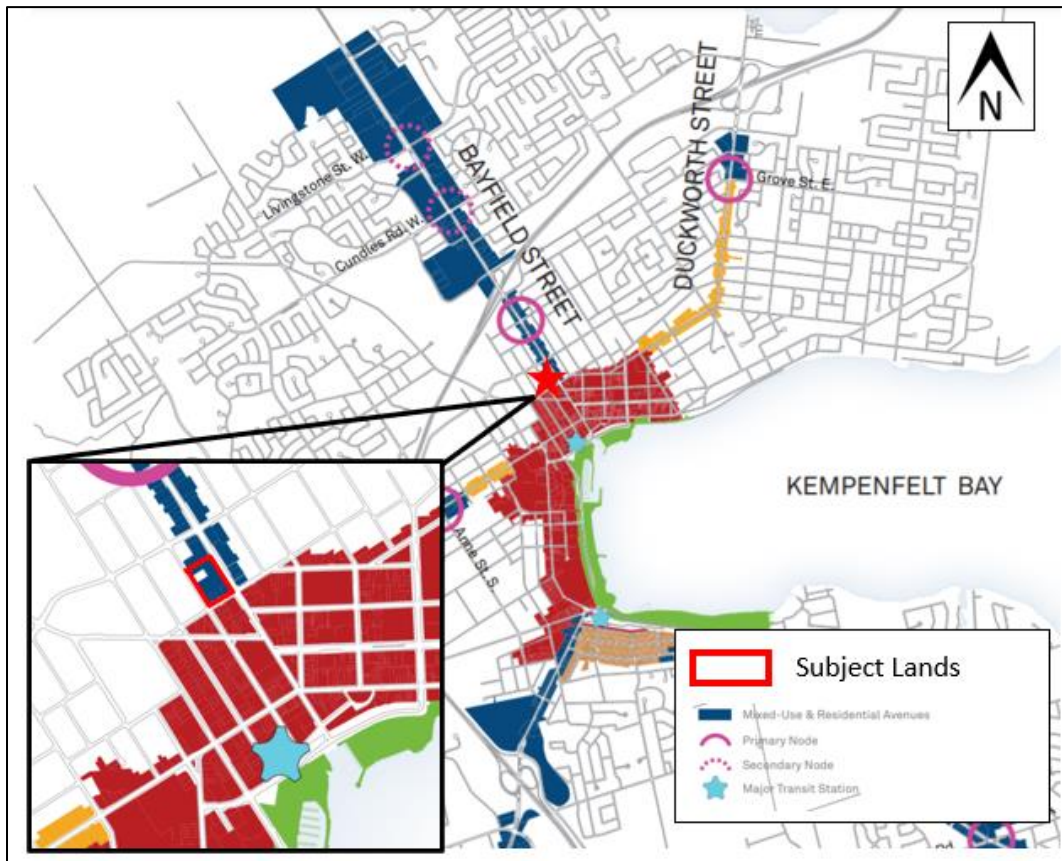 N
DUCKWORTH STREET
Grove St. E.
Livingstone St. W.
BAYFIELD STREET
Cundles Rd. W.
KEMPENFELT BAY
Anne St. S.
Subject Lands
Mixed-Use & Residential Avenues
Primary Node
Secondary Node
Major Transit Station
Rd.